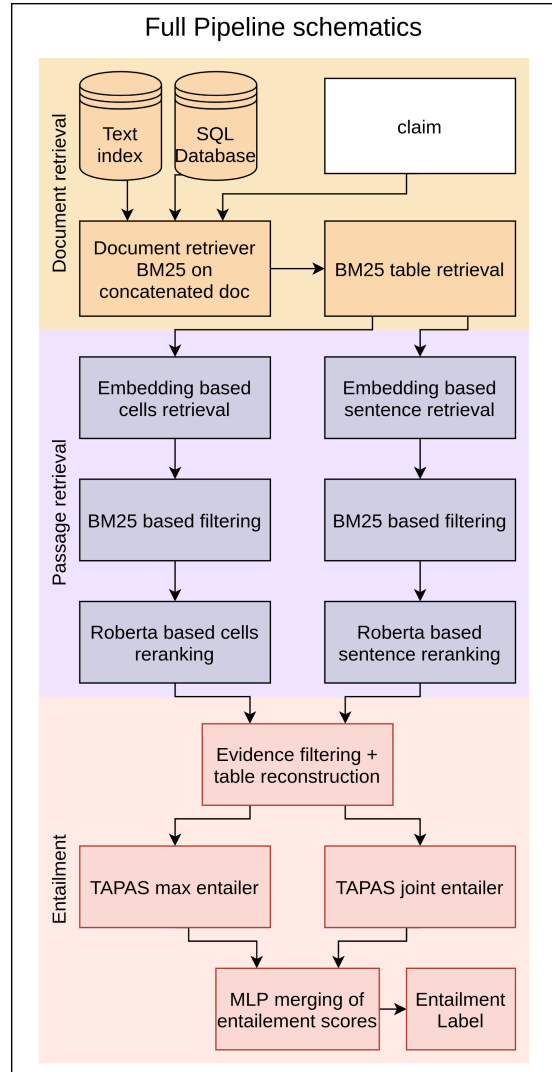 Full Pipeline schematics
Document retrieval
Text
index
SQL
Database
claim
Document retriever
BM25 on
concatenated doc
BM25 table retrieval
Passage retrieval
Embedding based
cells retrieval
Embedding based
sentence retrieval
BM25 based filtering
BM25 based filtering
Roberta based cells
reranking
Roberta based
sentence reranking
Entailment
Evidence filtering +
table reconstruction
TAPAS max entailer
TAPAS joint entailer
MLP merging of
entailement scores
Entailment
Label